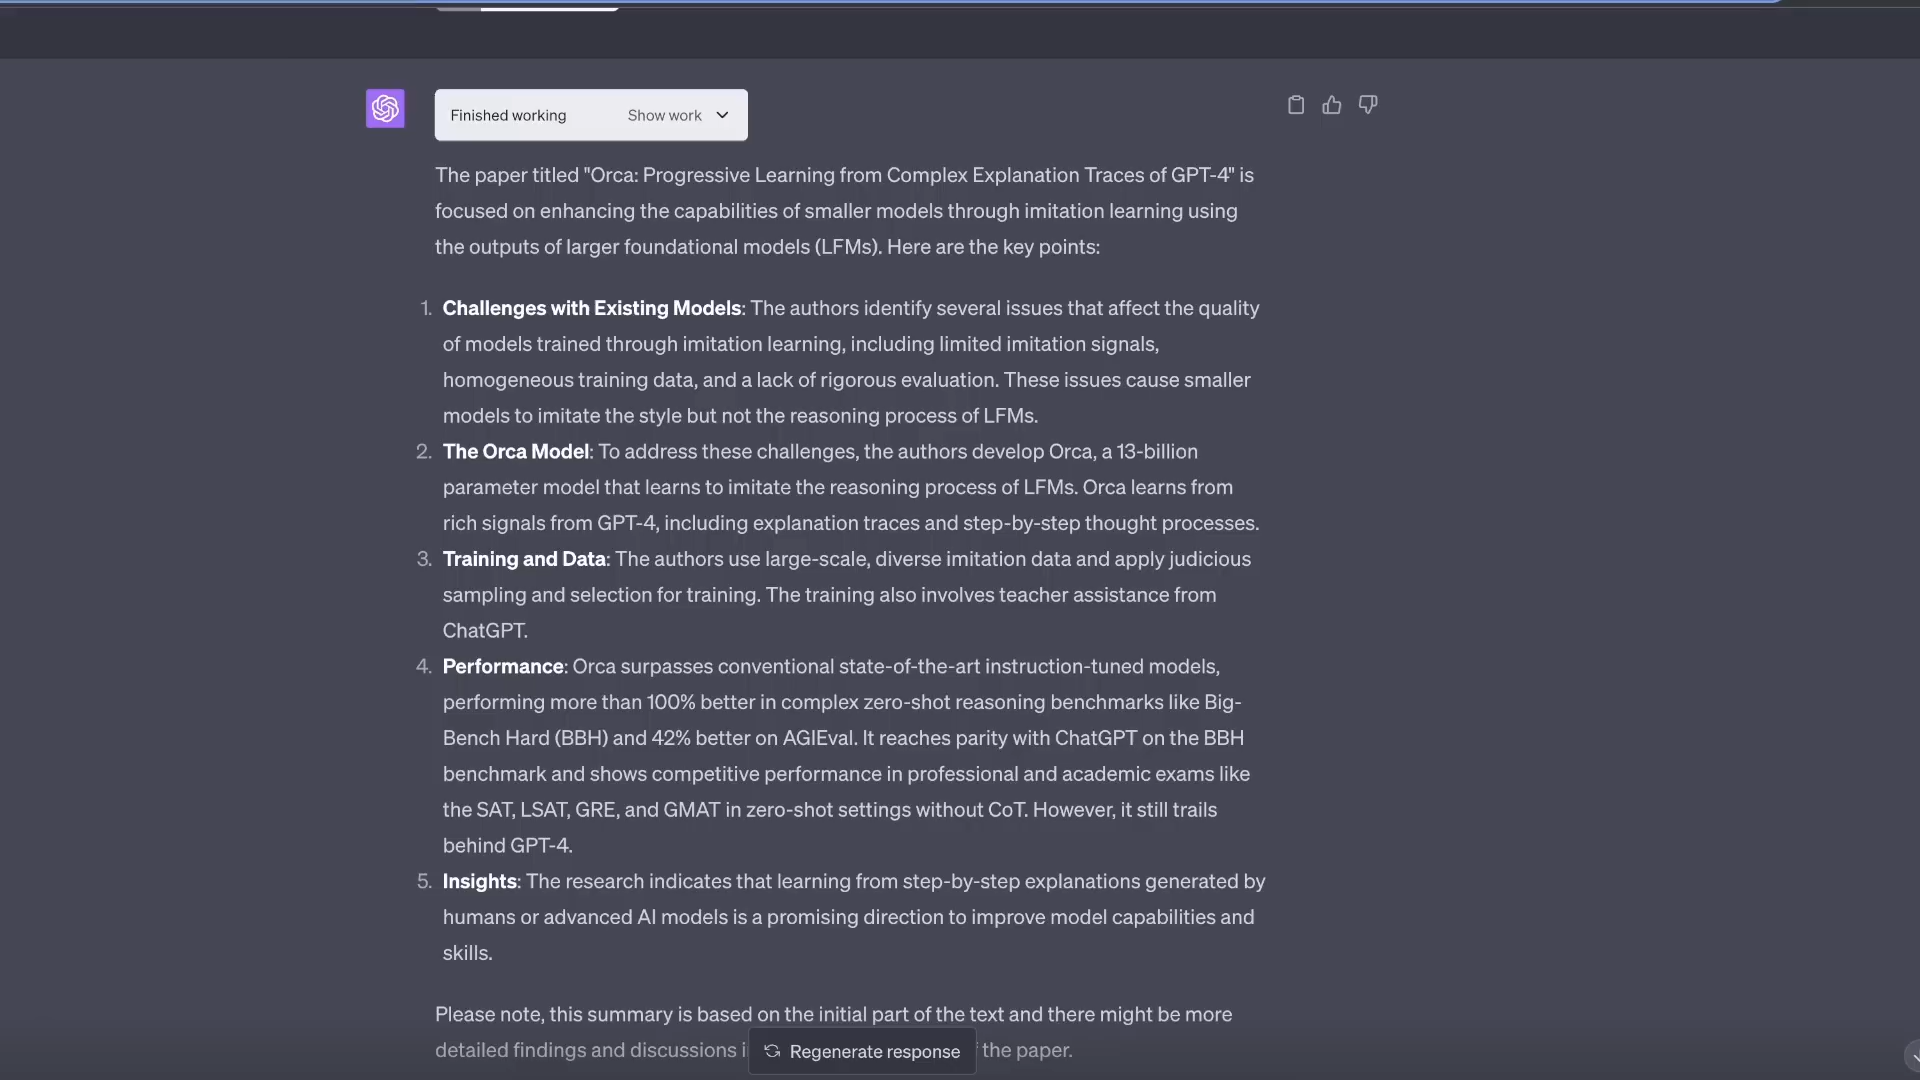 Finished working
Show work
The paper titled "Orca: Progressive Learning from Complex Explanation Traces of GPT-4" is
focused on enhancing the capabilities of smaller models through imitation learning using
the outputs of larger foundational models (LFMs). Here are the key points:
1. Challenges with Existing Models: The authors identify several issues that affect the quality
of models trained through imitation learning, including limited imitation signals,
homogeneous training data, and a lack of rigorous evaluation. These issues cause smaller
models to imitate the style but not the reasoning process of LFMs.
2. The Orca Model: To address these challenges, the authors develop Orca, a 13-billion
parameter model that learns to imitate the reasoning process of LFMs. Orca learns from
rich signals from GPT-4, including explanation traces and step-by-step thought processes.
3. Training and Data: The authors use large-scale, diverse imitation data and apply judicious
sampling and selection for training. The training also involves teacher assistance from
ChatGPT.
4. Performance: Orca surpasses conventional state-of-the-art instruction-tuned models,
performing more than 100% better in complex zero-shot reasoning benchmarks like Big-
Bench Hard (BBH) and 42% better on AGIEval. It reaches parity with ChatGPT on the BBH
benchmark and shows competitive performance in professional and academic exams like
the SAT, LSAT, GRE, and GMAT in zero-shot settings without CoT. However, it still trails
behind GPT-4.
5. Insights: The research indicates that learning from step-by-step explanations generated by
humans or advanced AI models is a promising direction to improve model capabilities and
skills.
Please note, this summary is based on the initial part of the text and there might be more
detailed findings and discussions
the paper.
Regenerate response